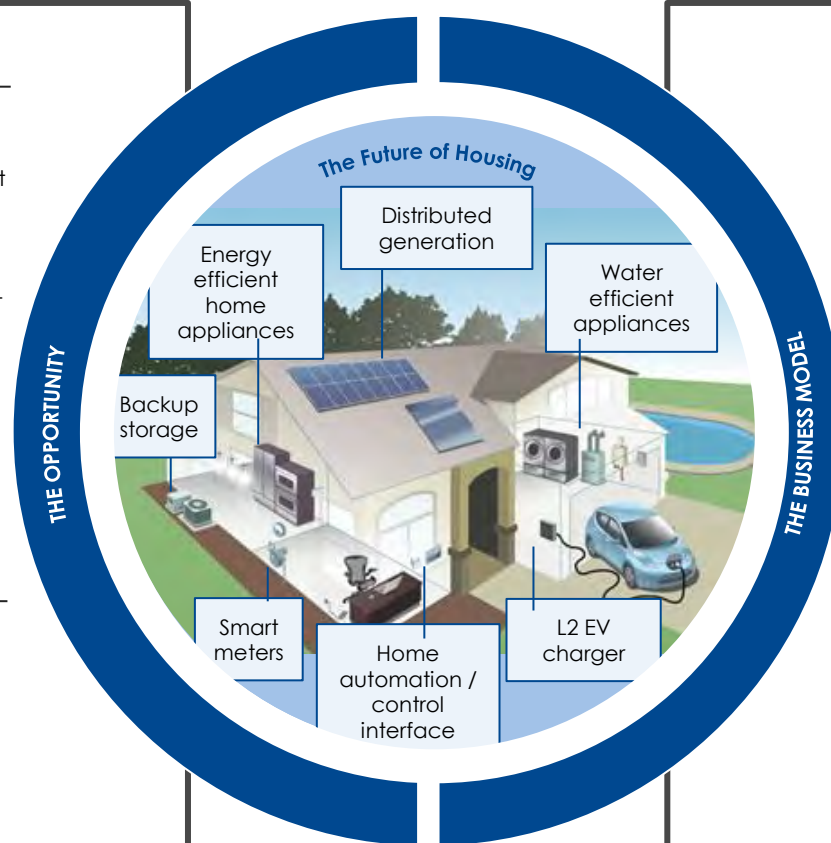 The Future of Housing
Distributed
generation
Energy
efficient
home
appliances
Water
efficient
appliances
Backup
storage
THE OPPORTUNITY
THE BUSINESS MODEL
Smart
meters
Home
automation /
control
interface
L2 EV
charger